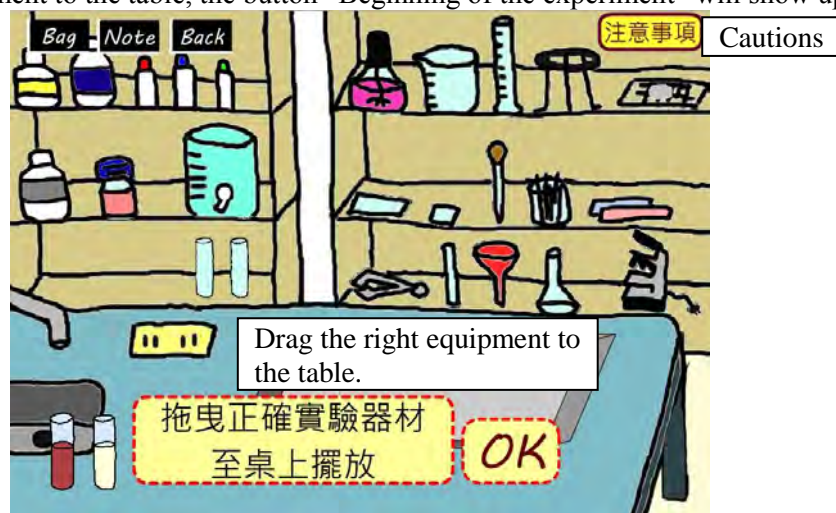 ment to the table, the button "Beginning of the experiment" will show up
Bag Note Back
注意事項
Cautions
Drag the right equipment to
the table.
拖曳正確實驗器材
至桌上擺放
OK